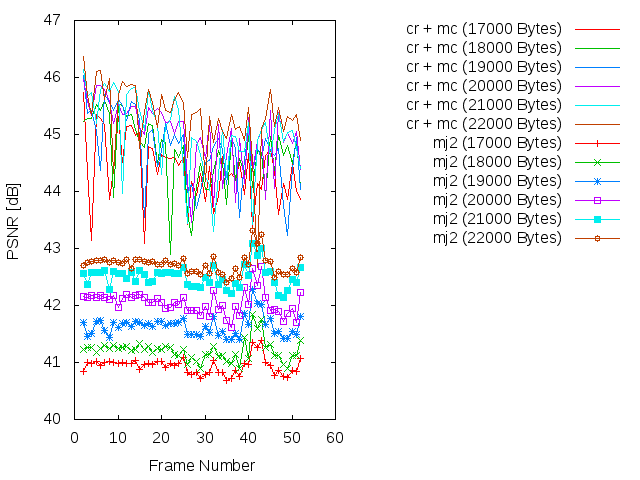 47
46
45
44
43
42
41
40
PSNR [dB]
0 10 20 30 40 50 60
Frame Number
cr + mc (17000 Bytes)
cr + mc (18000 Bytes)
cr + mc (19000 Bytes)
cr + mc (20000 Bytes)
cr + mc (21000 Bytes)
cr + mc (22000 Bytes)
mj2 (17000 Bytes)
mj2 (18000 Bytes)
mj2 (19000 Bytes)
mj2 (20000 Bytes)
mj2 (21000 Bytes)
mj2 (22000 Bytes)